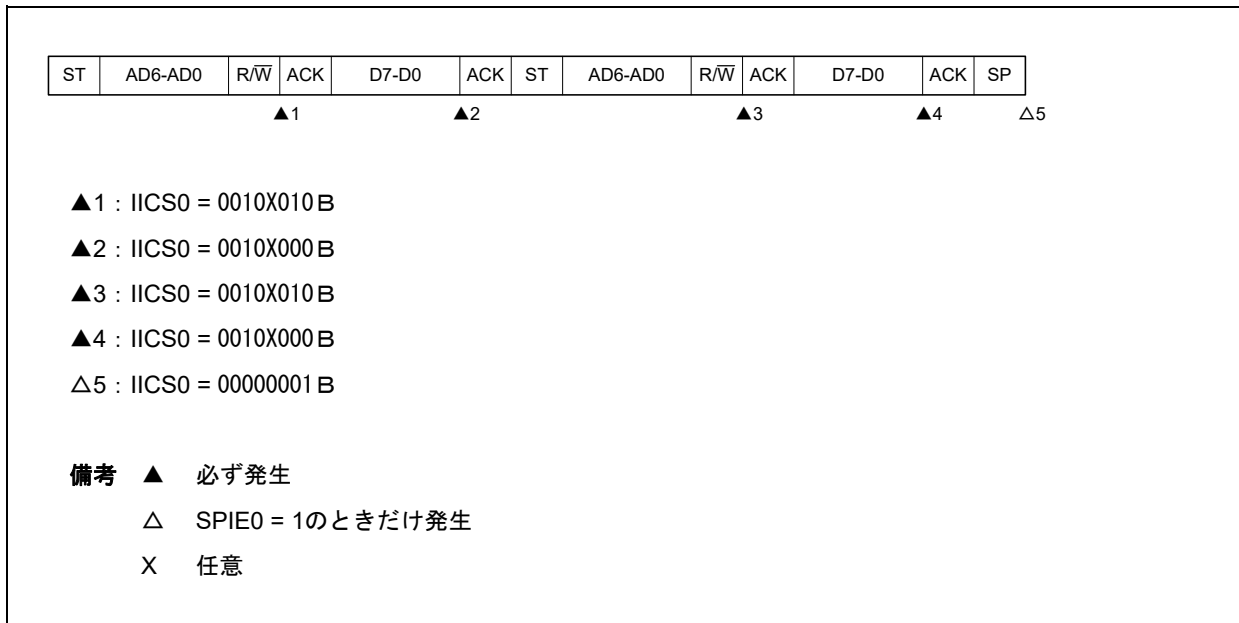 ST AD6-AD0 R/W̅ ACK D7-D0 ACK ST AD6-AD0 R/W̅ ACK D7-D0 ACK SP
▲1 ▲2 ▲3 ▲4 △5
▲1 : IICS0 = 0010X010B
▲2 : IICS0 = 0010X000B
▲3 : IICS0 = 0010X010B
▲4 : IICS0 = 0010X000B
△5 : IICS0 = 00000001B
備考 ▲ 必ず発生
△ SPIE0 = 1のときだけ発生
X 任意